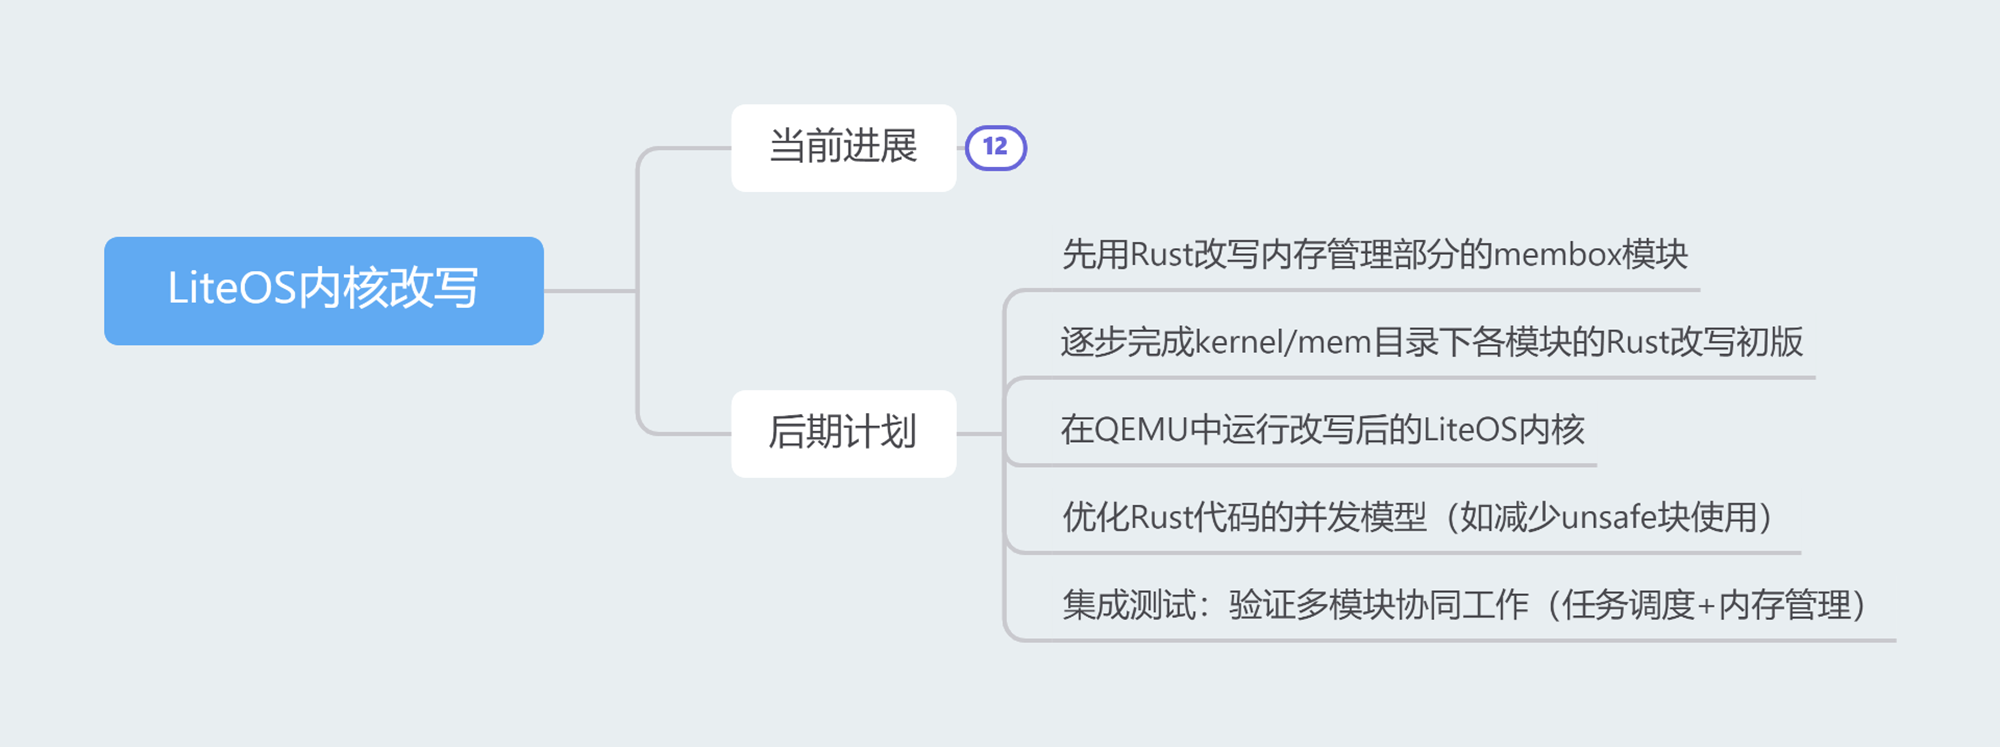 LiteOS内核改写
当前进展
12
后期计划
先用Rust改写内存管理部分的membox模块
逐步完成kernel/mem目录下各模块的Rust改写初版
在QEMU中运行改写后的LiteOS内核
优化Rust代码的并发模型（如减少unsafe块使用）
集成测试：验证多模块协同工作（任务调度+内存管理）